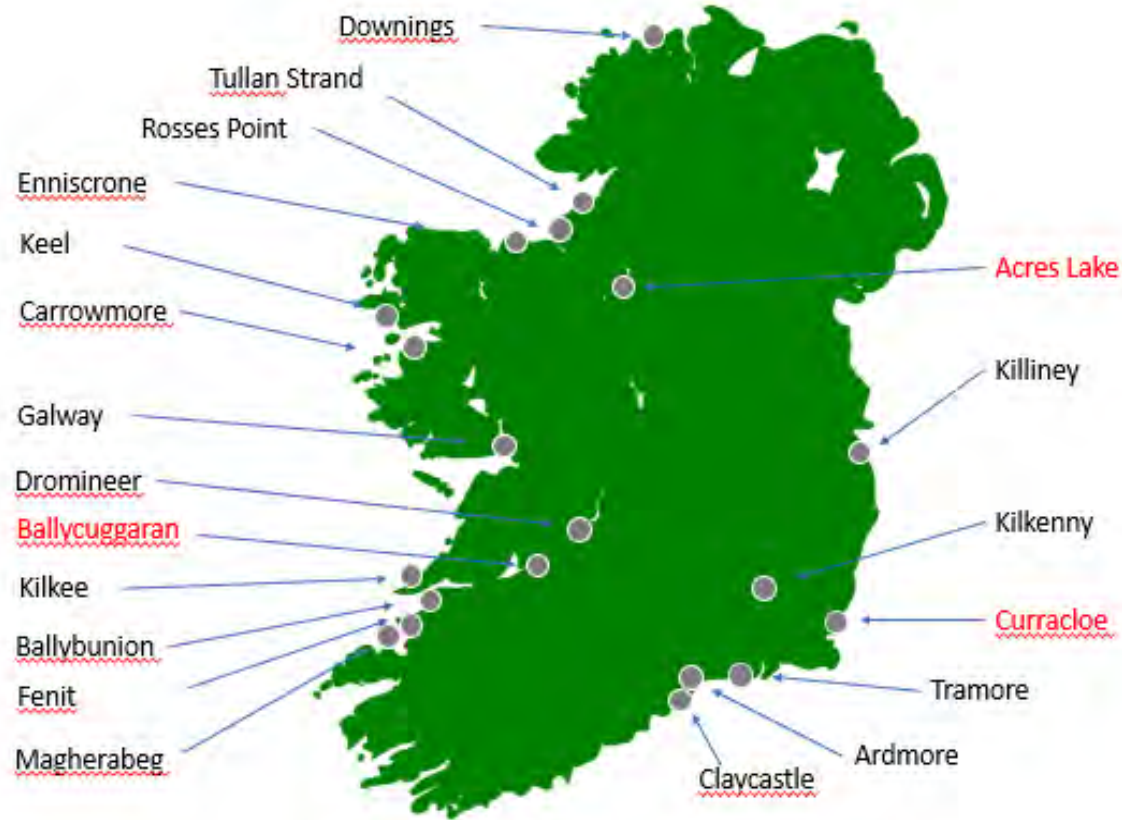 Downings
Tullan Strand
Rosses Point
Enniscrone
Keel
Carrowmore
Galway
Dromineer
Ballycuggaran
Kilkee
Ballybunion
Fenit
Magherabeg
Acres Lake
Killiney
Kilkenny
Curracloe
Tramore
Ardmore
Claycastle